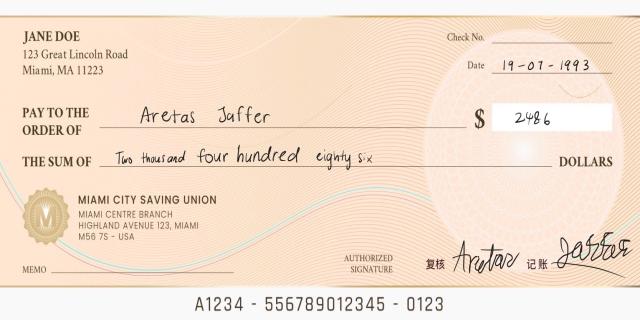 JANE DOE
123 Great Lincoln Road
Miami, MA 11223
Check No.
Date 19-07-1993
PAY TO THE ORDER OF Aretas Jaffer
$ 2486
THE SUM OF Two thousand four hundred eighty six DOLLARS
MIAMI CITY SAVING UNION
MIAMI CENTRE BRANCH
HIGHLAND AVENUE 123, MIAMI
M56 7S - USA
MEMO
AUTHORIZED SIGNATURE
复核 Aretas 记账 Jaffer
A1234 - 556789012345 - 0123